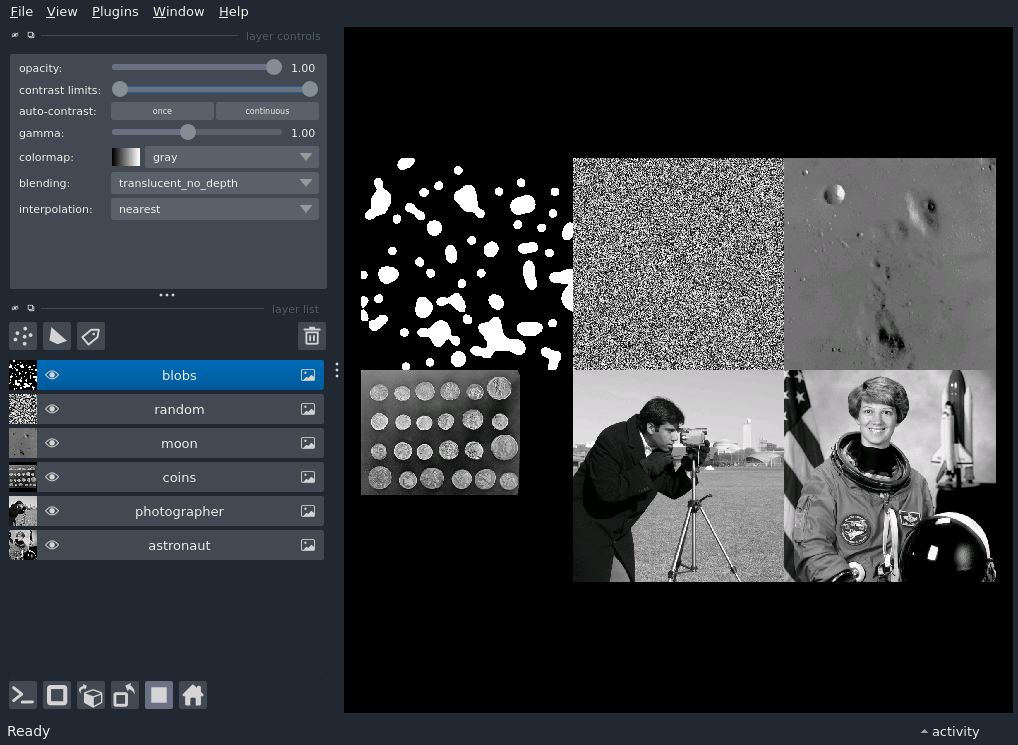 File View Plugins Window Help
layer controls
opacity: 1.00
contrast limits:
auto-contrast: once continuous
gamma: 1.00
colormap: gray
blending: translucent_no_depth
interpolation: nearest
layer list
blobs
random
moon
coins
photographer
astronaut
Ready
activity